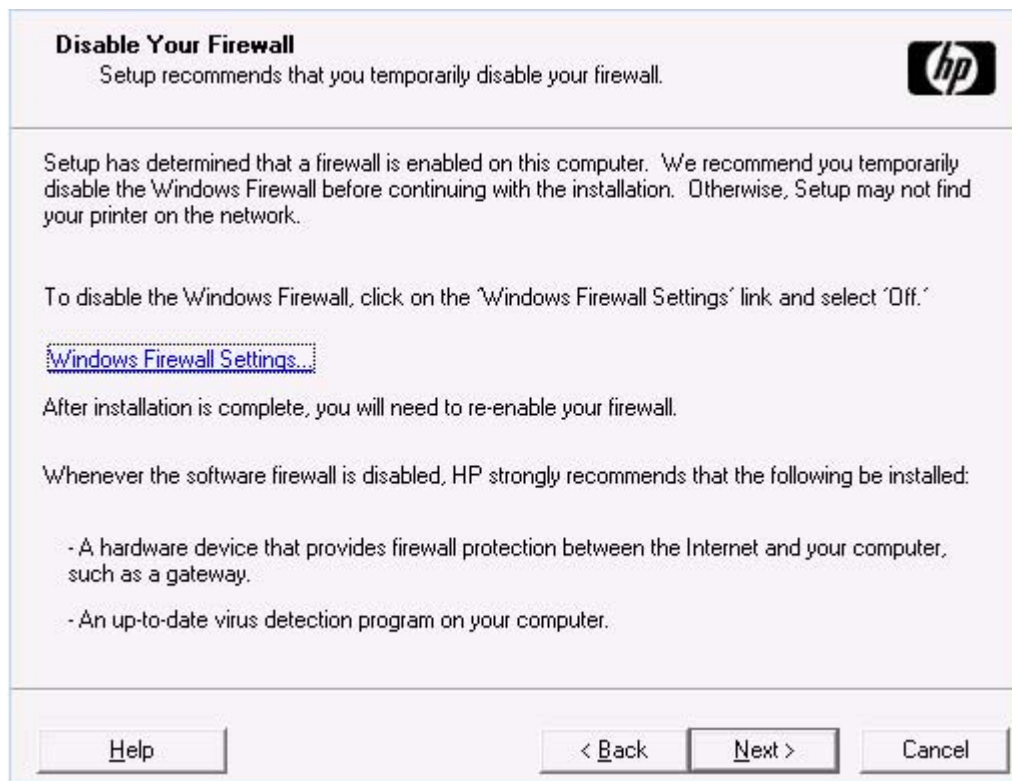 Disable Your Firewall
Setup recommends that you temporarily disable your firewall.
hp
Setup has determined that a firewall is enabled on this computer.  We recommend you temporarily
disable the Windows Firewall before continuing with the installation.  Otherwise, Setup may not find
your printer on the network.
To disable the Windows Firewall, click on the ´Windows Firewall Settings´ link and select ´Off.´
Windows Firewall Settings...
After installation is complete, you will need to re-enable your firewall.
Whenever the software firewall is disabled, HP strongly recommends that the following be installed:
- A hardware device that provides firewall protection between the Internet and your computer,
such as a gateway.
- An up-to-date virus detection program on your computer.
Help
< Back
Next >
Cancel